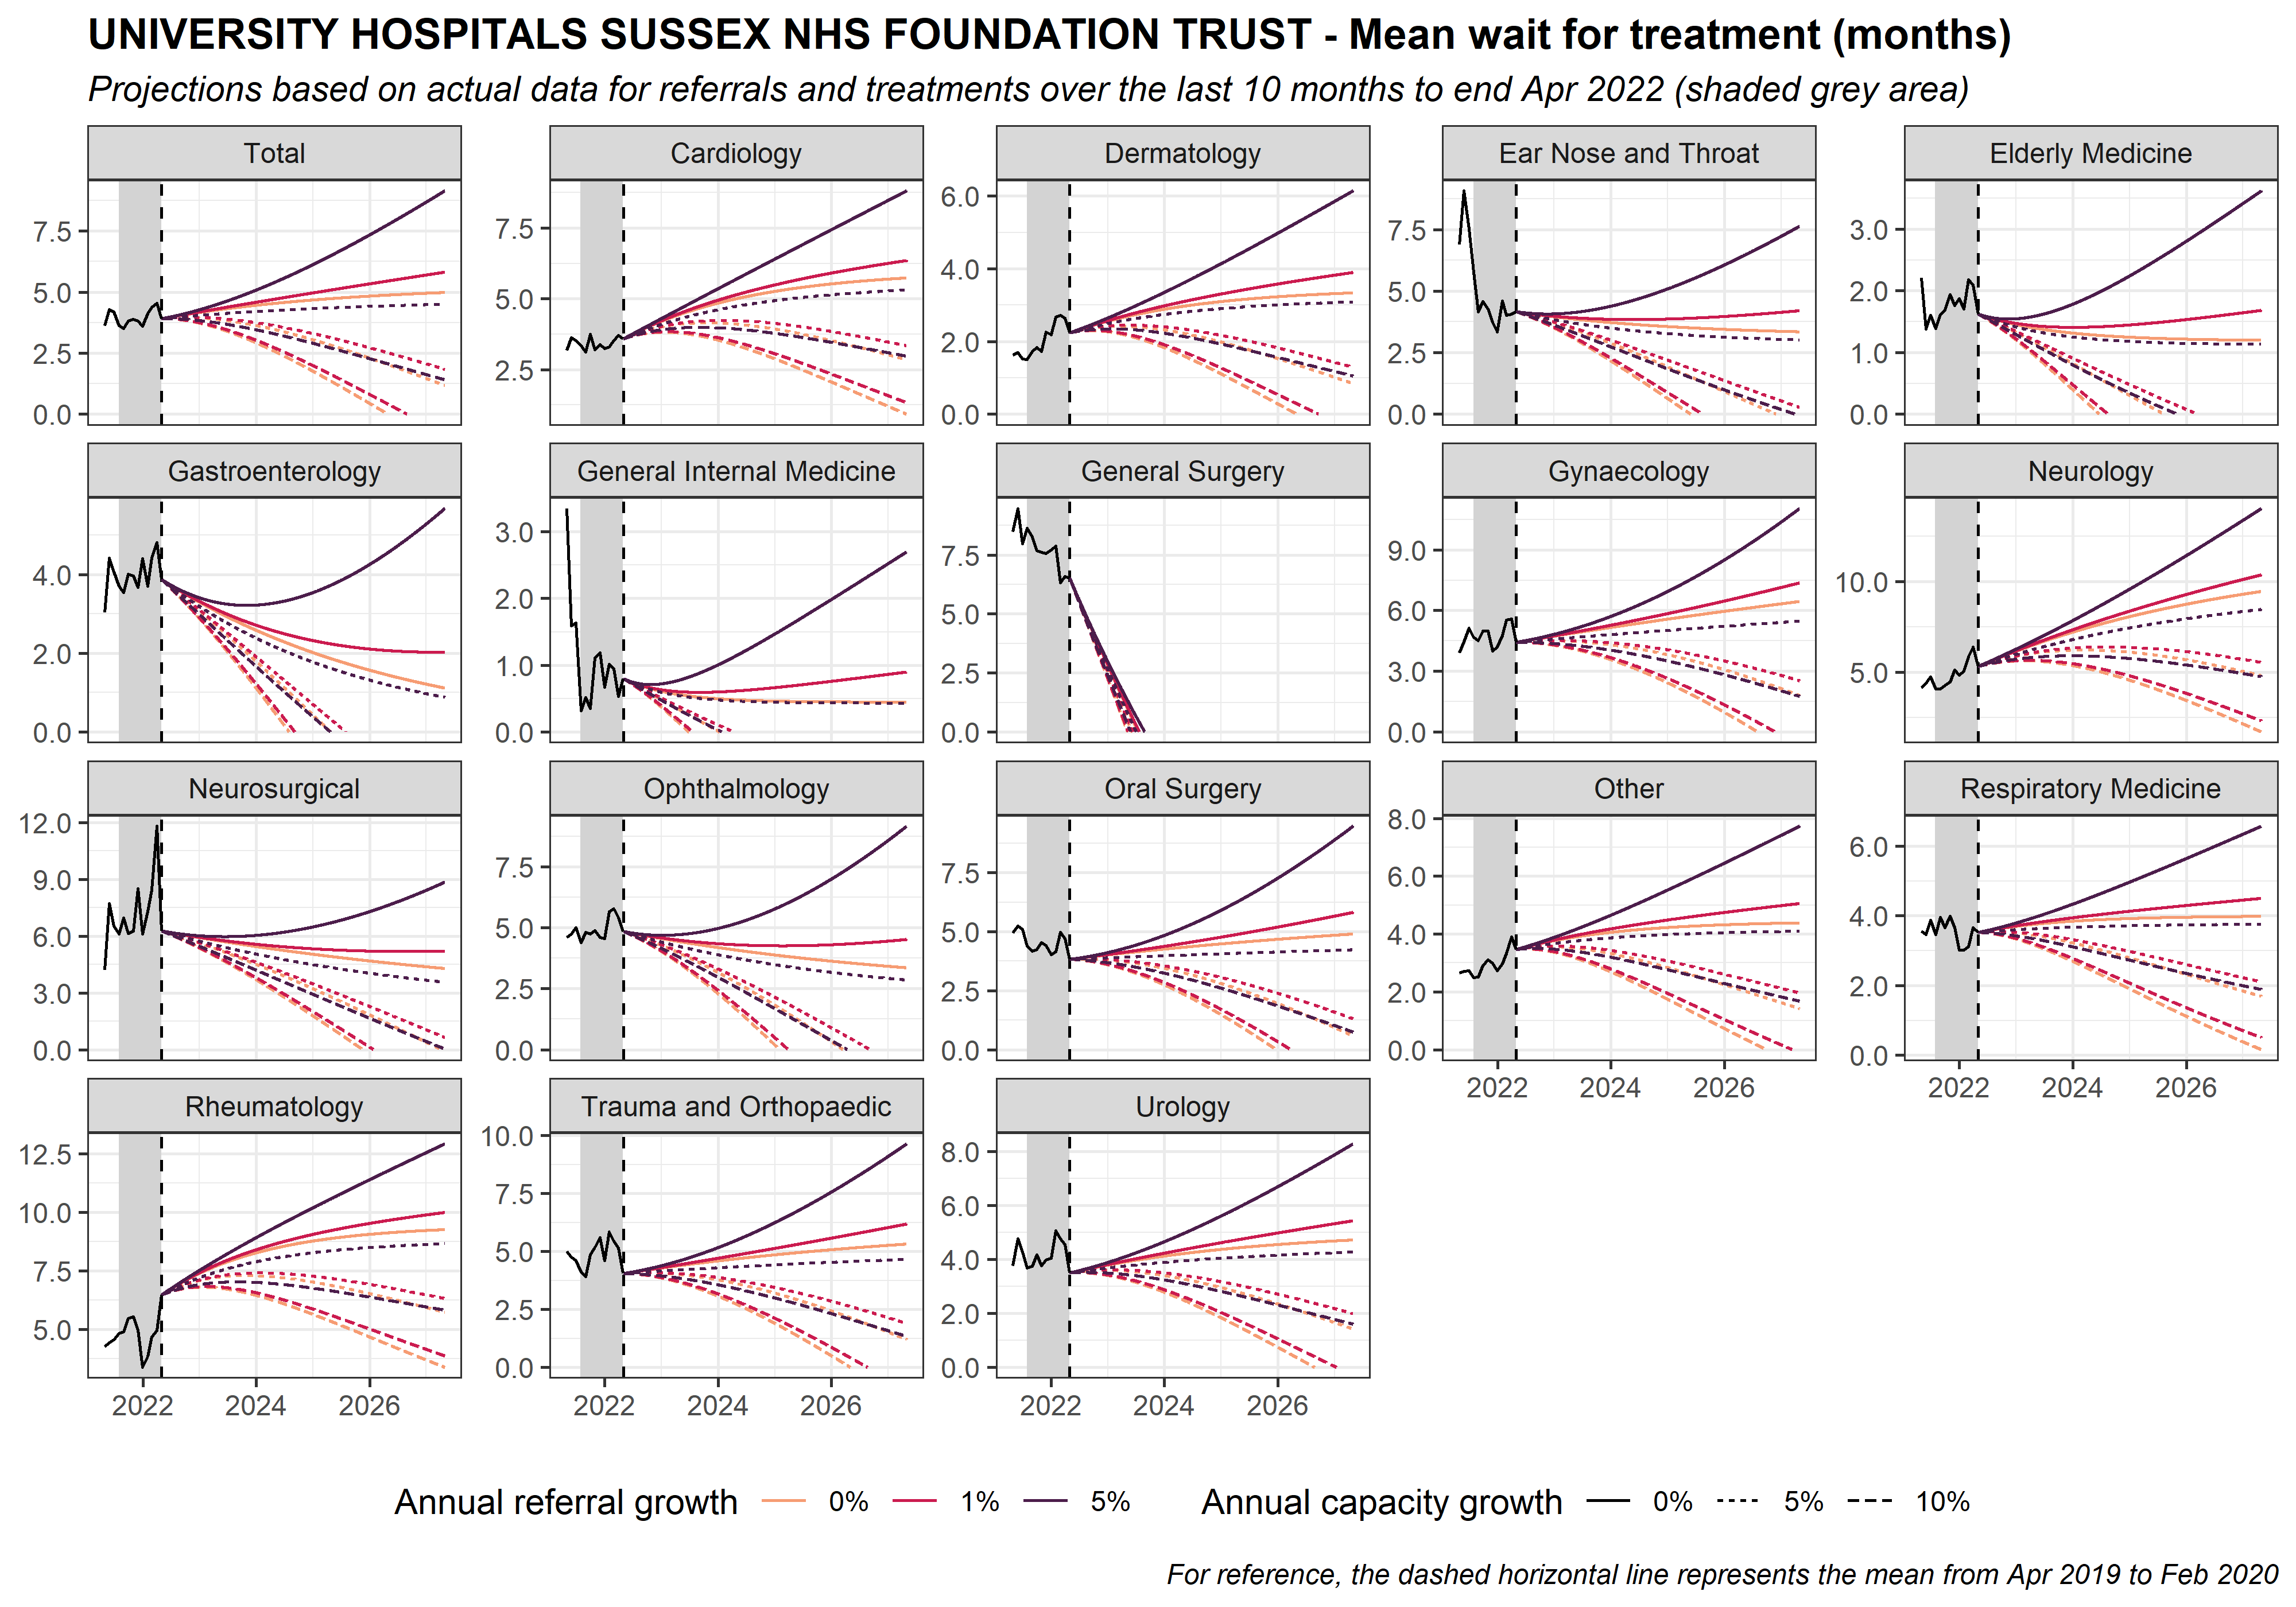 UNIVERSITY HOSPITALS SUSSEX NHS FOUNDATION TRUST - Mean wait for treatment (months)
Projections based on actual data for referrals and treatments over the last 10 months to end Apr 2022 (shaded grey area)
Total
7.5
5.0
2.5
0.0
Cardiology
7.5
5.0
2.5
Dermatology
6.0
4.0
2.0
0.0
Ear Nose and Throat
7.5
5.0
2.5
0.0
Elderly Medicine
3.0
2.0
1.0
0.0
Gastroenterology
4.0
2.0
0.0
General Internal Medicine
3.0
2.0
1.0
0.0
General Surgery
7.5
5.0
2.5
0.0
Gynaecology
9.0
6.0
3.0
0.0
Neurology
10.0
5.0
Neurosurgical
12.0
9.0
6.0
3.0
0.0
Ophthalmology
7.5
5.0
2.5
0.0
Oral Surgery
7.5
5.0
2.5
0.0
Other
8.0
6.0
4.0
2.0
0.0
2022 2024 2026
Respiratory Medicine
6.0
4.0
2.0
0.0
2022 2024 2026
Rheumatology
12.5
10.0
7.5
5.0
2022 2024 2026
Trauma and Orthopaedic
10.0
7.5
5.0
2.5
0.0
2022 2024 2026
Urology
8.0
6.0
4.0
2.0
0.0
2022 2024 2026
Annual referral growth 0% 1% 5% Annual capacity growth 0% 5% 10%
For reference, the dashed horizontal line represents the mean from Apr 2019 to Feb 2020